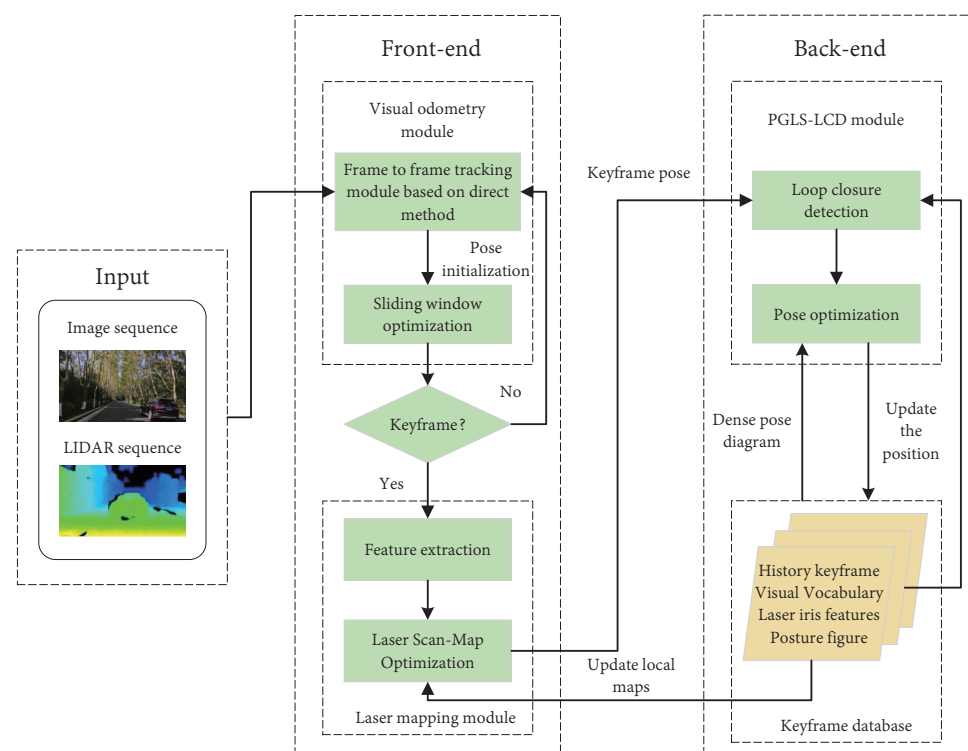 Input
Image sequence
LIDAR sequence
Front-end
Visual odometry
module
Frame to frame tracking
module based on direct
method
Pose
initialization
Sliding window
optimization
Keyframe?
No
Yes
Feature extraction
Laser Scan-Map
Optimization
Laser mapping module
Keyframe pose
Update local
maps
Back-end
PGLS-LCD module
Loop closure
detection
Pose optimization
Dense pose
diagram
Update
the
position
History keyframe
Visual Vocabulary
Laser iris features
Posture figure
Keyframe database